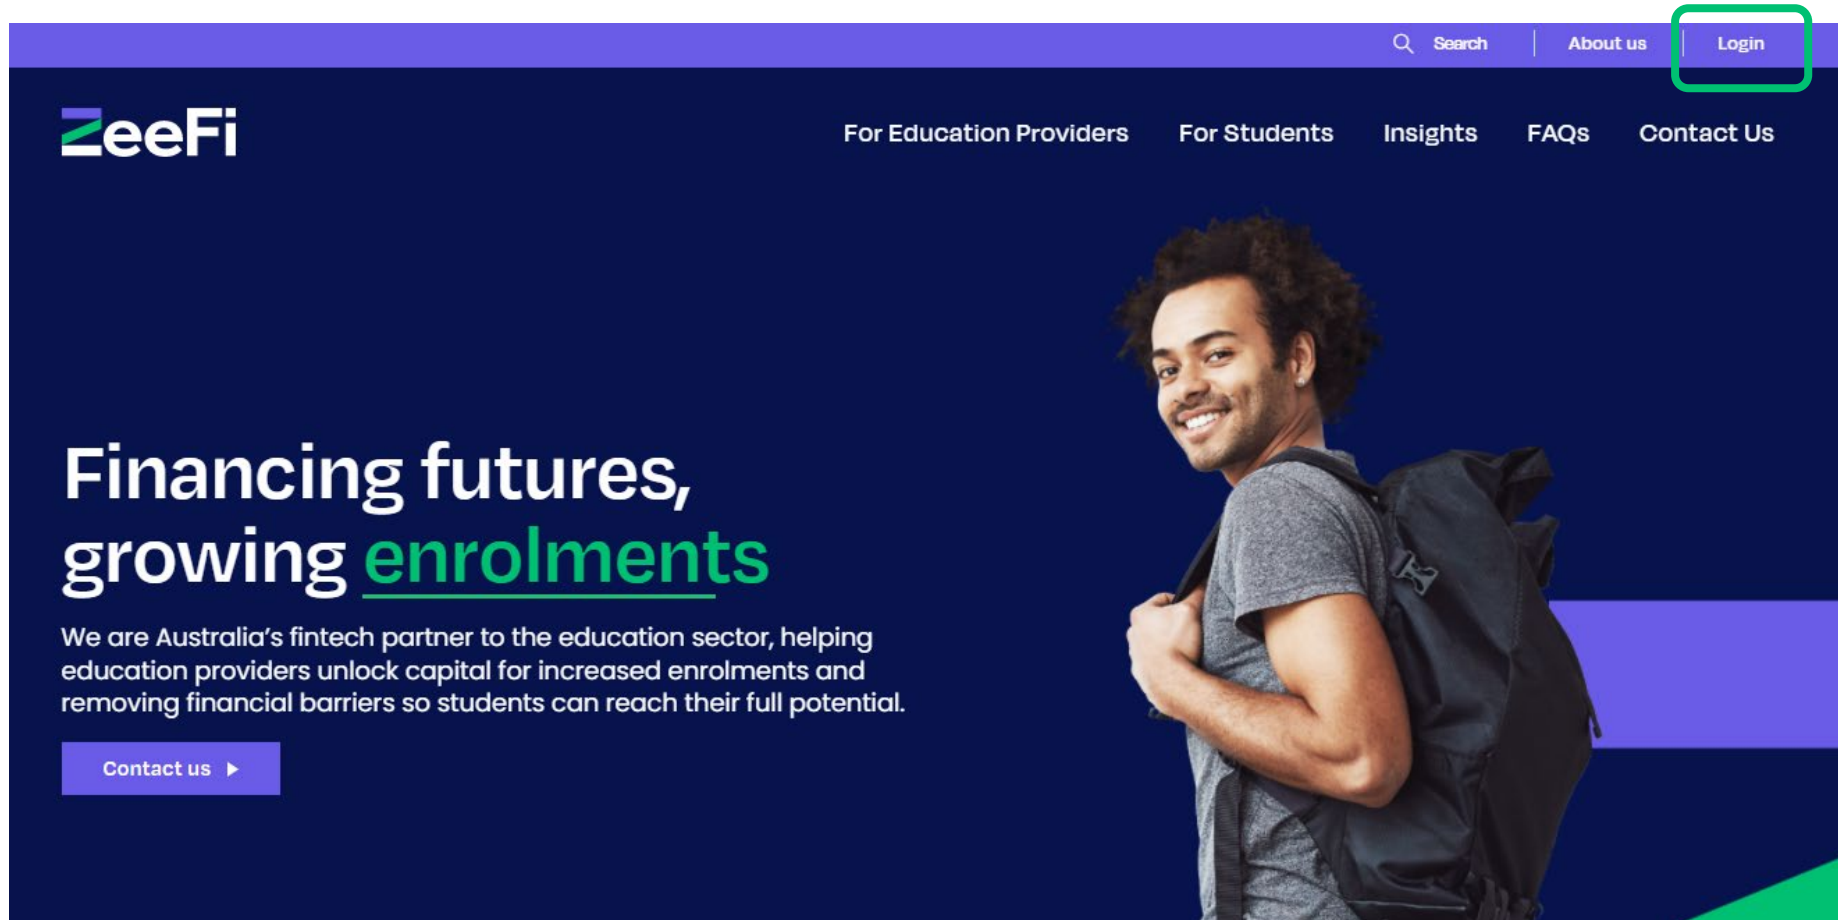 Search
About us
Login
ZeeFi
For Education Providers
For Students
Insights
FAQs
Contact Us
Financing futures,
growing enrolments
We are Australia’s fintech partner to the education sector, helping
education providers unlock capital for increased enrolments and
removing financial barriers so students can reach their full potential.
Contact us